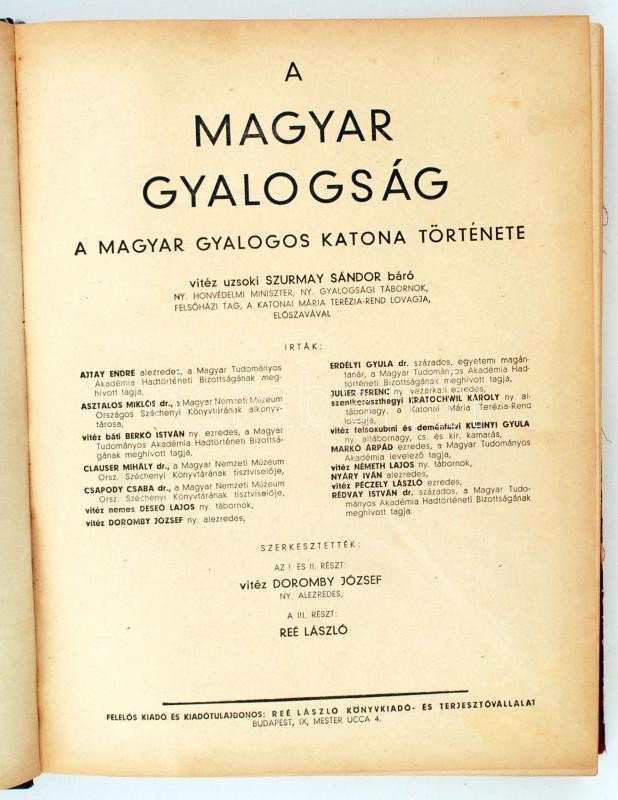 A
MAGYAR
GYALOGSÁG
A MAGYAR GYALOGOS KATONA TÖRTÉNETE
vitéz uzsoki SZURMAY SÁNDOR báró
NY. HONVÉDELMI MINISZTER, NY. GYALOGSÁGI TÁBORNOK,
FELSŐHÁZI TAG, A KATONAI MÁRIA TERÉZIA-REND LOVAGJA,
ELŐSZAVÁVAL
IRTÁK:
AJTAY ENDRE alezredes, a Magyar Tudományos
Akadémia Hadtörténeti Bizottságának meg-
hívott tagja,
ASZTALOS MIKLÓS dr., a Magyar Nemzeti Múzeum
Országos Széchenyi Könyvtárának alkönyv-
tárosa,
vitéz báti BERKÓ ISTVÁN ny. ezredes, a Magyar
Tudományos Akadémia Hadtörténeti Bizottsá-
gának meghívott tagja,
CLAUSER MIHÁLY dr., a Magyar Nemzeti Múzeum
Orsz. Széchenyi Könyvtárának tisztviselője,
CSAPODY CSABA dr., a Magyar Nemzeti Múzeum
Orsz. Széchenyi Könyvtárának tisztviselője,
vitéz nemes DESEŐ LAJOS ny. tábornok,
vitéz DOROMBY JÓZSEF ny. alezredes,
ERDÉLYI GYULA dr. százados, egyetemi magán-
tanár, a Magyar Tudományos Akadémia Had-
történeti Bizottságának meghívott tagja,
JULIER FERENC ny. vezérkari ezredes,
szentkereszthegyi KRATOCHWIL KÁROLY ny. al-
tábornagy, a Katonai Mária Terézia-Rend
lovagja,
vitéz felsőkubini és deménfalvi KUBINYI GYULA
ny. altábornagy, cs. és kir. kamarás,
MARKÓ ÁRPÁD ezredes, a Magyar Tudományos
Akadémia levelező tagja,
vitéz NÉMETH LAJOS ny. tábornok,
NYÁRY IVÁN alezredes,
vitéz PÉCZELY LÁSZLÓ ezredes,
RÉDVAY ISTVÁN dr. százados, a Magyar Tudo-
mányos Akadémia Hadtörténeti Bizottságának
meghívott tagja.
SZERKESZTETTÉK:
AZ I. ÉS II. RÉSZT:
vitéz DOROMBY JÓZSEF
NY. ALEZREDES,
A III. RÉSZT:
REÉ LÁSZLÓ
FELELŐS KIADÓ ÉS KIADÓTULAJDONOS: REÉ LÁSZLÓ KÖNYVKIADÓ- ÉS TERJESZTŐVÁLLALAT
BUDAPEST, IX, MESTER UCCA 4.